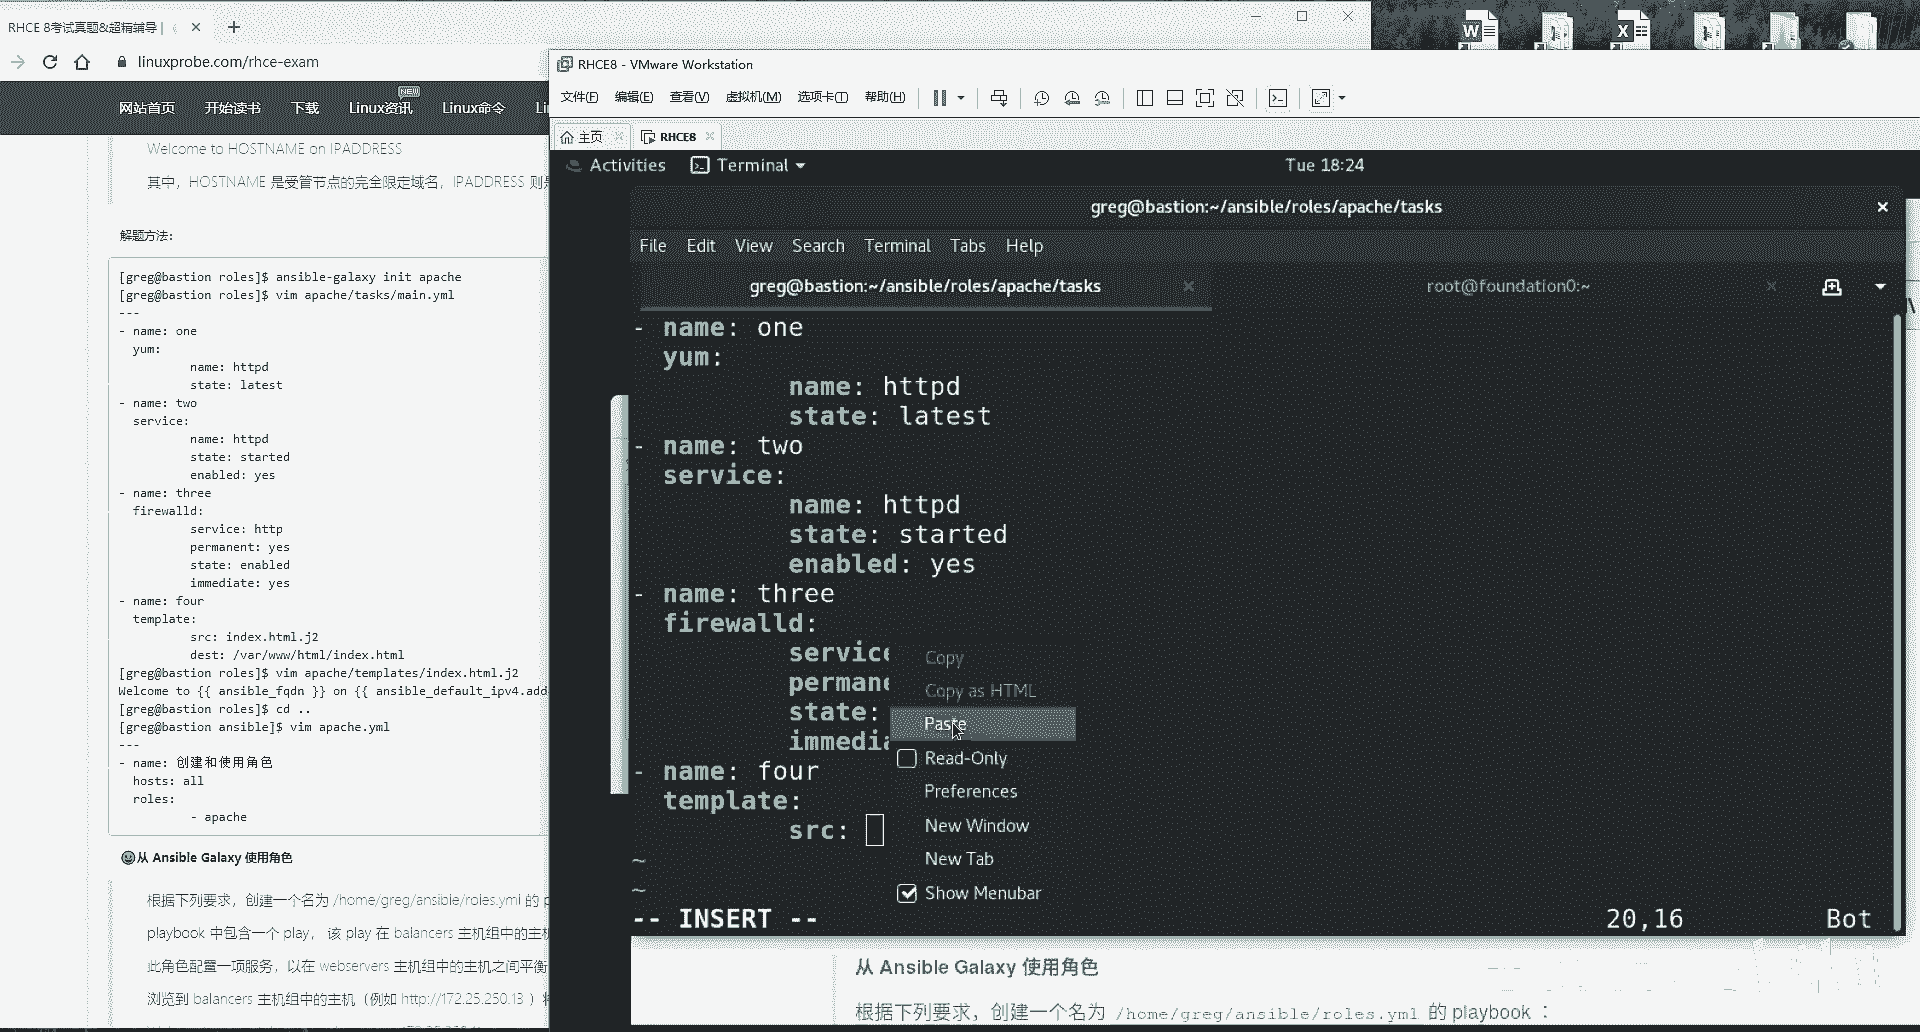 RHCE 8考试真题&超精辅导 |
linuxprobe.com/rhce-exam
网站首页 开始读书 下载 Linux资讯 NEW Linux命令
Welcome to HOSTNAME on IPADDRESS
其中，HOSTNAME 是受管节点的完全限定域名，IPADDRESS
解题方法:
[greg@bastion roles]$ ansible-galaxy init apache
[greg@bastion roles]$ vim apache/tasks/main.yml
---
- name: one
yum:
name: httpd
state: latest
- name: two
service:
name: httpd
state: started
enabled: yes
- name: three
firewalld:
service: http
permanent: yes
state: enabled
immediate: yes
- name: four
template:
src: index.html.j2
dest: /var/www/html/index.html
[greg@bastion roles]$ vim apache/templates/index.html.j2
Welcome to {{ ansible_fqdn }} on {{ ansible_default_ipv4.add
[greg@bastion roles]$ cd ..
[greg@bastion ansible]$ vim apache.yml
---
- name: 创建和使用角色
hosts: all
roles:
- apache
从 Ansible Galaxy 使用角色
根据下列要求，创建一个名为 /home/greg/ansible/roles.yml 的
playbook 中包含一个 play， 该 play 在 balancers 主机组中的主机
此角色配置一项服务，以在 webservers 主机组中的主机之间平衡
浏览到 balancers 主机组中的主机（例如 http://172.25.250.13 ）
RHCE8 - VMware Workstation
文件(F) 编辑(E) 查看(V) 虚拟机(M) 选项卡(T) 帮助(H)
主页 RHCE8
Activities Terminal Tue 18:24
greg@bastion:~/ansible/roles/apache/tasks
File Edit View Search Terminal Tabs Help
greg@bastion:~/ansible/roles/apache/tasks root@foundation0:~
- name: one
yum:
name: httpd
state: latest
- name: two
service:
name: httpd
state: started
enabled: yes
- name: three
firewalld:
service
permane
state:
immedia
- name: four
template:
src:
~
~
-- INSERT -- 20,16 Bot
Copy
Copy as HTML
Paste
Read-Only
Preferences
New Window
New Tab
Show Menubar
从 Ansible Galaxy 使用角色
根据下列要求，创建一个名为 /home/greg/ansible/roles.yml 的 playbook ：